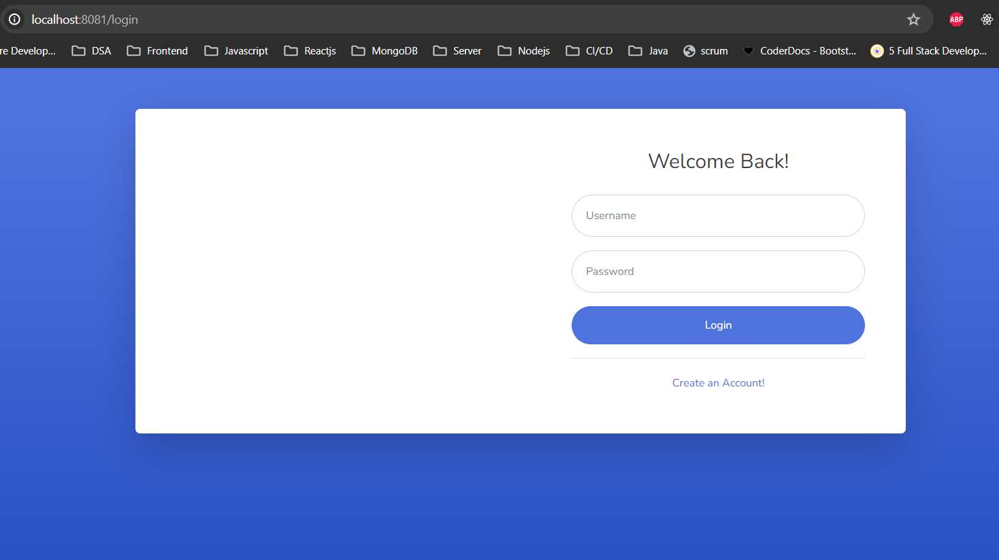 localhost:8081/login
ABP
re Develop... DSA Frontend Javascript Reactjs MongoDB Server Nodejs CI/CD Java scrum CoderDocs - Bootst... 5 Full Stack Develop...
Welcome Back!
Username
Password
Login
Create an Account!